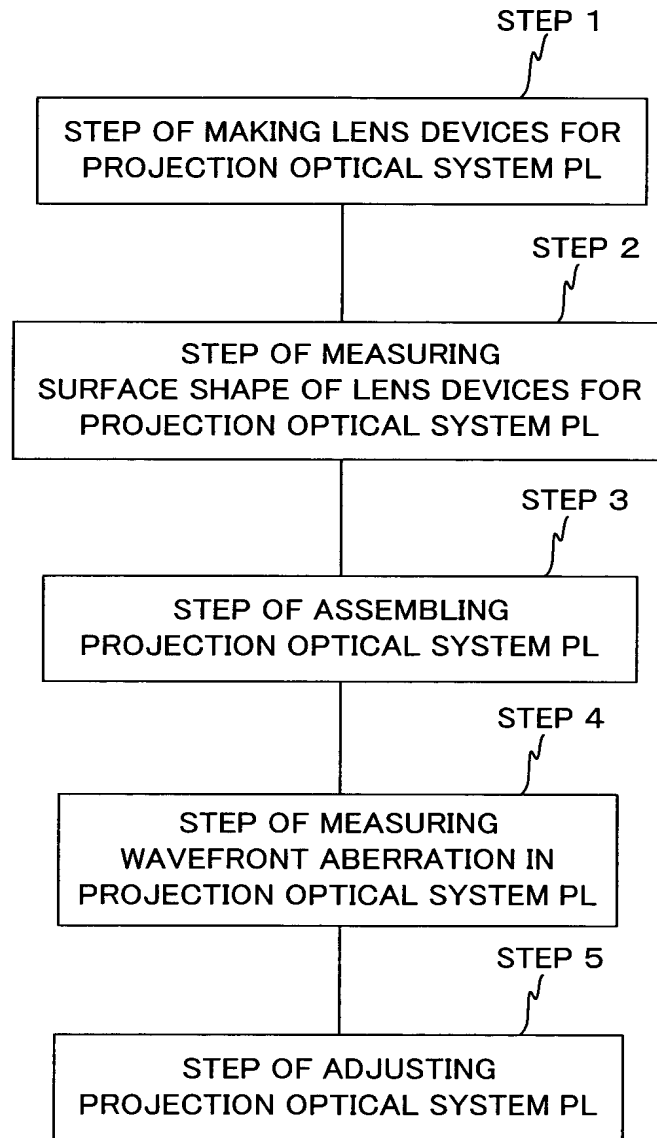 STEP 1
STEP OF MAKING LENS DEVICES FOR
PROJECTION OPTICAL SYSTEM PL
STEP 2
STEP OF MEASURING
SURFACE SHAPE OF LENS DEVICES FOR
PROJECTION OPTICAL SYSTEM PL
STEP 3
STEP OF ASSEMBLING
PROJECTION OPTICAL SYSTEM PL
STEP 4
STEP OF MEASURING
WAVEFRONT ABERRATION IN
PROJECTION OPTICAL SYSTEM PL
STEP 5
STEP OF ADJUSTING
PROJECTION OPTICAL SYSTEM PL